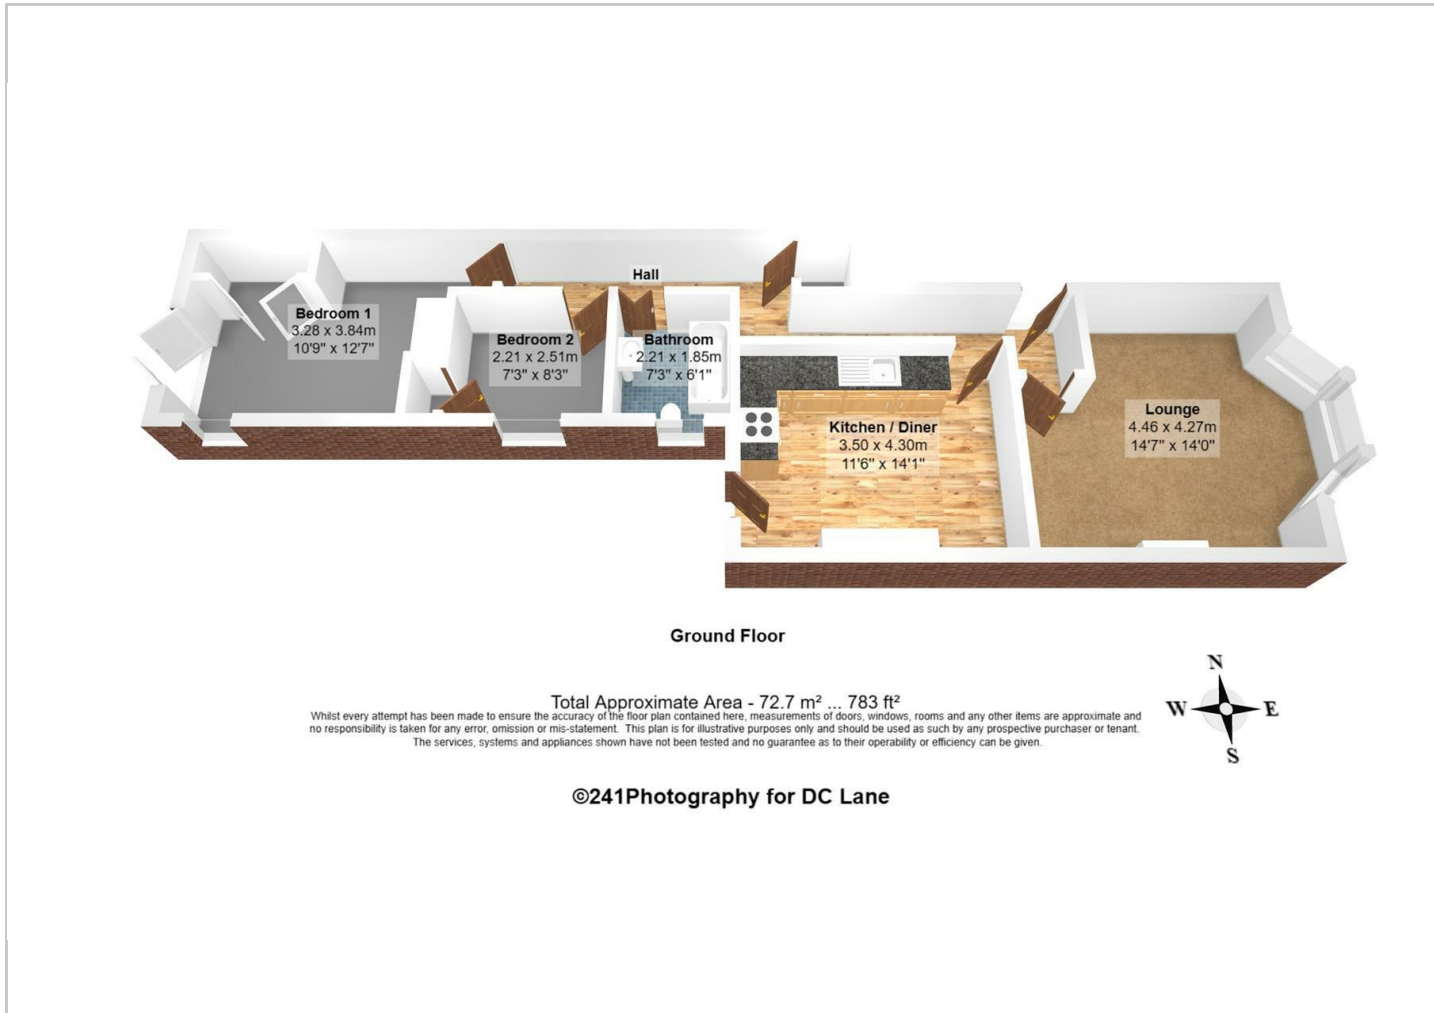 Hall
Bedroom 1
3.28 x 3.84m
10'9" x 12'7"
Bedroom 2
2.21 x 2.51m
7'3" x 8'3"
Bathroom
2.21 x 1.85m
7'3" x 6'1"
Kitchen / Diner
3.50 x 4.30m
11'6" x 14'1"
Lounge
4.46 x 4.27m
14'7" x 14'0"
Ground Floor
Total Approximate Area - 72.7 m² ... 783 ft²
Whilst every attempt has been made to ensure the accuracy of the floor plan contained here, measurements of doors, windows, rooms and any other items are approximate and
no responsibility is taken for any error, omission or mis-statement. This plan is for illustrative purposes only and should be used as such by any prospective purchaser or tenant.
The services, systems and appliances shown have not been tested and no guarantee as to their operability or efficiency can be given.
N
W E
S
©241Photography for DC Lane